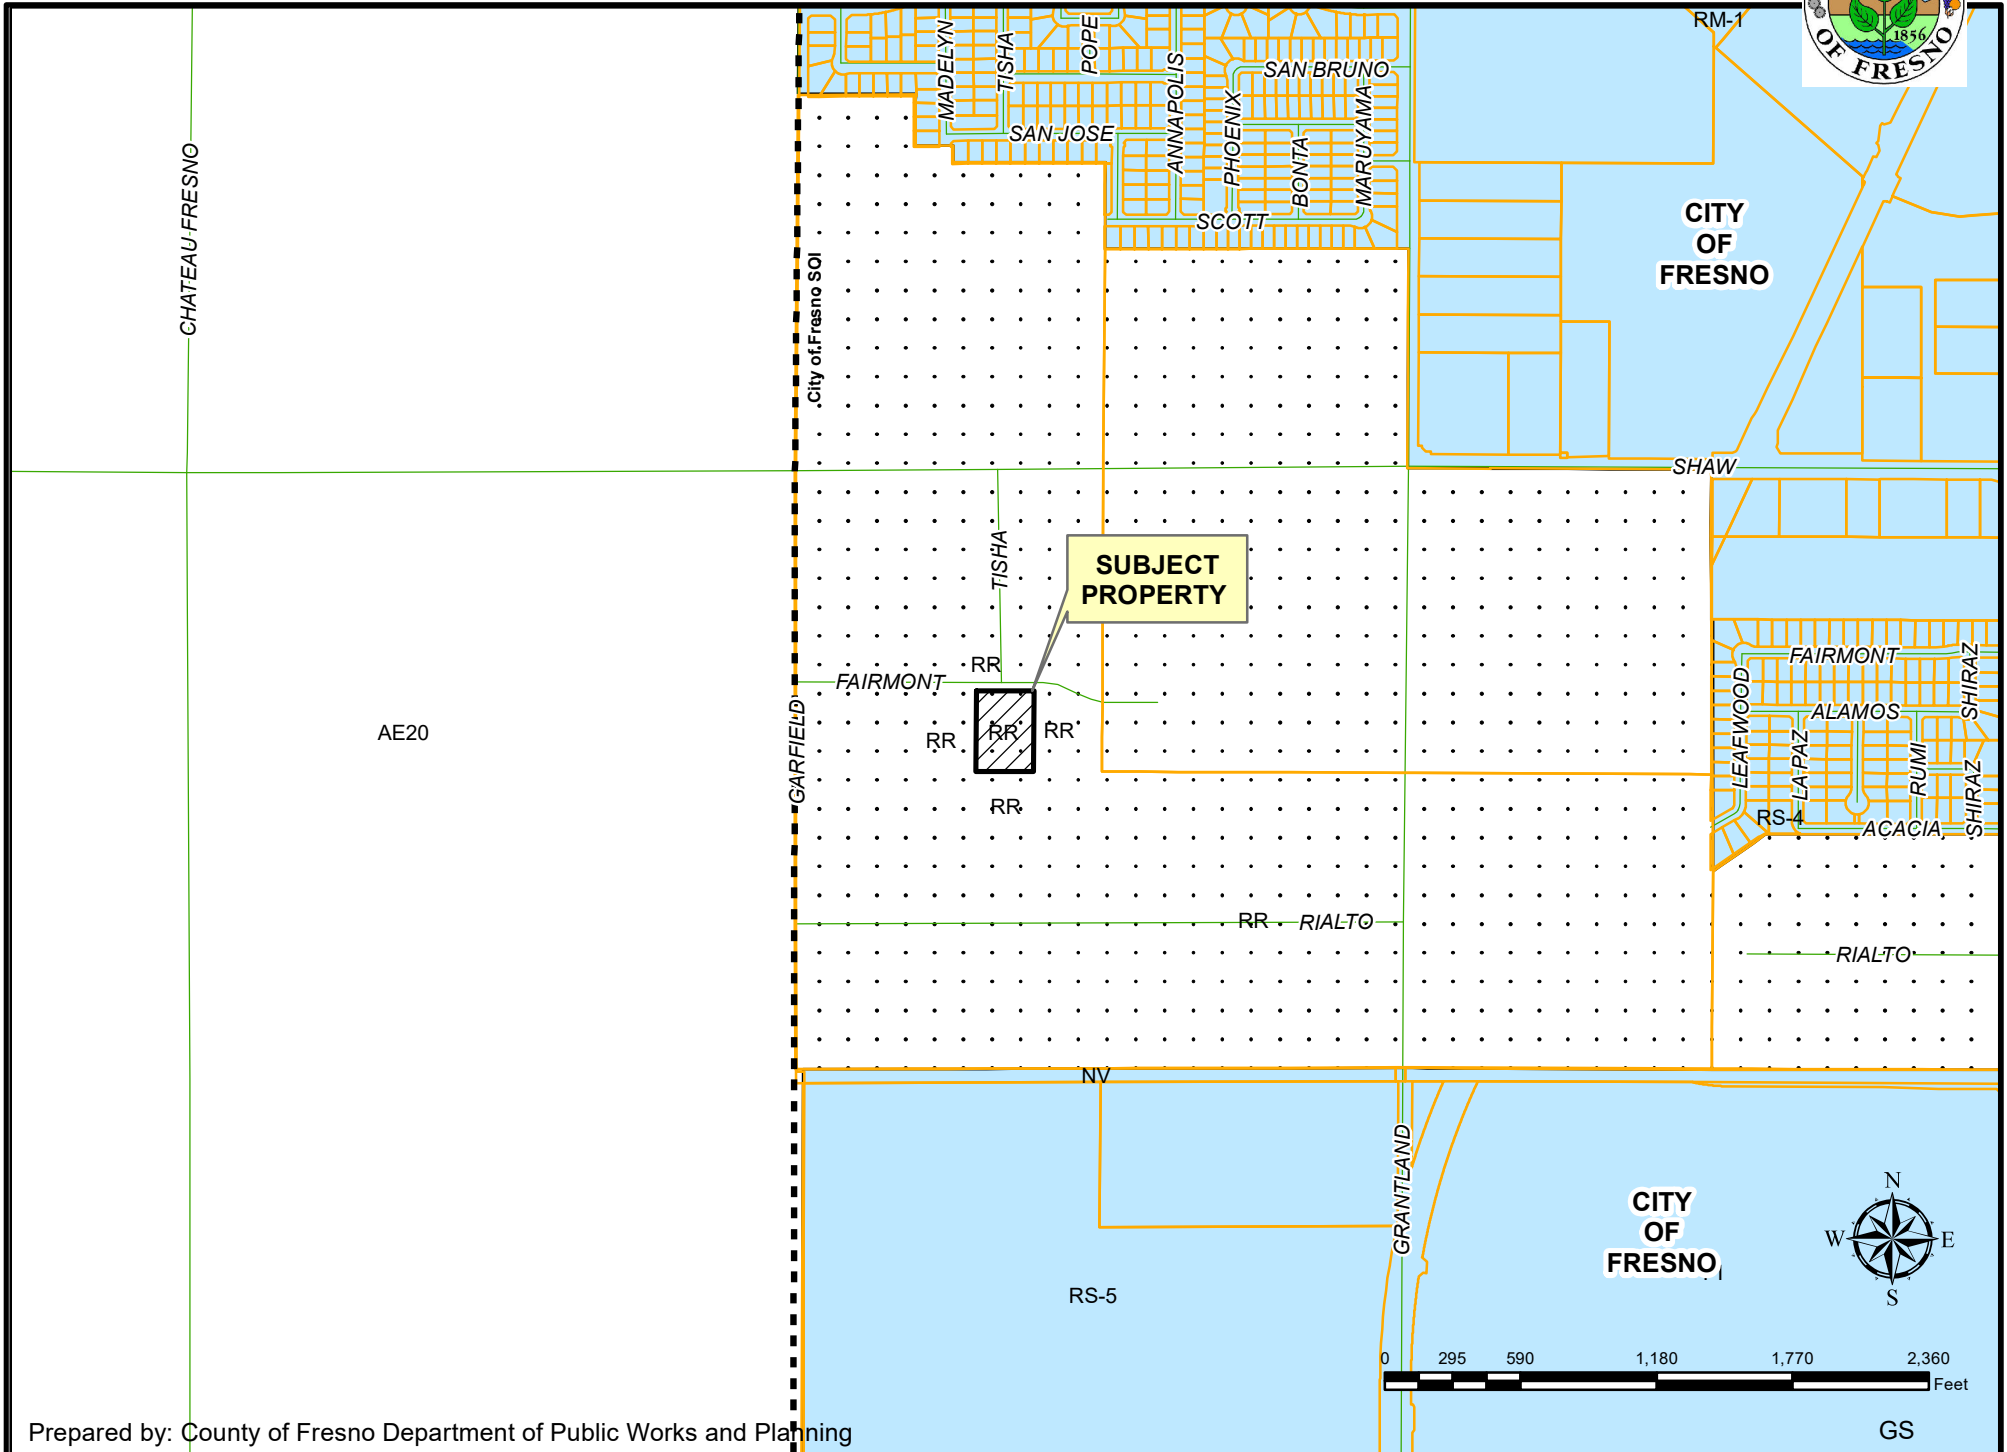 RM-1
1856
OF FRESNO
MADELYN
TISHA
POPE
ANNAPOLIS
SAN BRUNO
PHOENIX
MARUYAMA
SAN JOSE
BONTA
SCOTT
CHATEAU FRESNO
CITY
OF
FRESNO
City of Fresno SOI
SHAW
TISHA
SUBJECT
PROPERTY
RR
FAIRMONT
FAIRMONT
SHIRAZ
LEAFWOOD
ALAMOS
GARFIELD
AE20
RR
RR
RR
LA PAZ
RUMI
SHIRAZ
RR
RS-4
ACACIA
RR
RIALTO
RIALTO
NV
GRANTLAND
CITY
OF
FRESNO
N
W
E
S
RS-5
0
295
590
1,180
1,770
2,360
Feet
Prepared by: County of Fresno Department of Public Works and Planning
GS